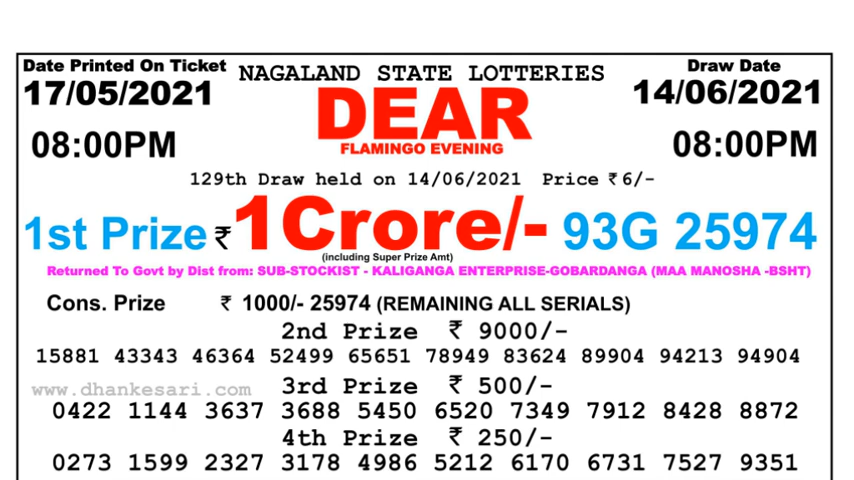 Date Printed On Ticket NAGALAND STATE LOTTERIES Draw Date
17/05/2021 DEAR 14/06/2021
08:00PM FLAMINGO EVENING 08:00PM
129th Draw held on 14/06/2021 Price ₹ 6/-
1st Prize ₹ 1Crore/- 93G 25974
(including Super Prize Amt)
Returned To Govt by Dist from: SUB-STOCKIST - KALIGANGA ENTERPRISE-GOBARDANGA (MAA MANOSHA -BSHT)
Cons. Prize ₹ 1000/- 25974 (REMAINING ALL SERIALS)
2nd Prize ₹ 9000/-
15881 43343 46364 52499 65651 78949 83624 89904 94213 94904
www.dhankesari.com 3rd Prize ₹ 500/-
0422 1144 3637 3688 5450 6520 7349 7912 8428 8872
4th Prize ₹ 250/-
0273 1599 2327 3178 4986 5212 6170 6731 7527 9351